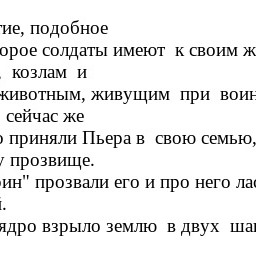 тие, подобное
орое солдаты имеют к своим ж
, козлам и
животным, живущим при воин
сейчас же
о приняли Пьера в свою семью,
у прозвище.
рин" прозвали его и про него лас
й.
ядро взрыло землю в двух ша